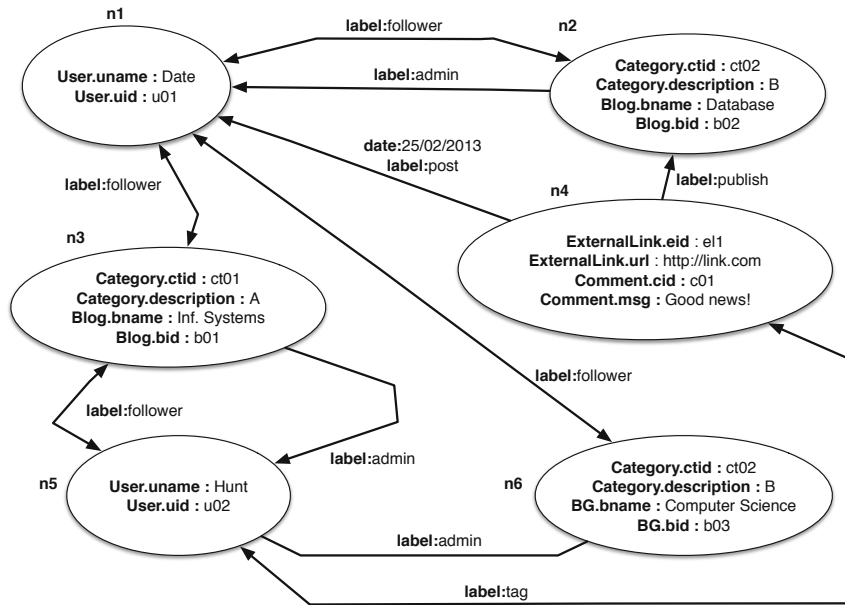 n1
label:follower
n2
User.uname : Date
User.uid : u01
label:admin
Category.ctid : ct02
Category.description : B
Blog.bname : Database
Blog.bid : b02
date:25/02/2013
label:post
n4
label:publish
label:follower
n3
ExternalLink.eid : el1
ExternalLink.url : http://link.com
Comment.cid : c01
Comment.msg : Good news!
Category.ctid : ct01
Category.description : A
Blog.bname : Inf. Systems
Blog.bid : b01
label:follower
label:follower
label:admin
n5
User.uname : Hunt
User.uid : u02
n6
Category.ctid : ct02
Category.description : B
BG.bname : Computer Science
BG.bid : b03
label:admin
label:tag